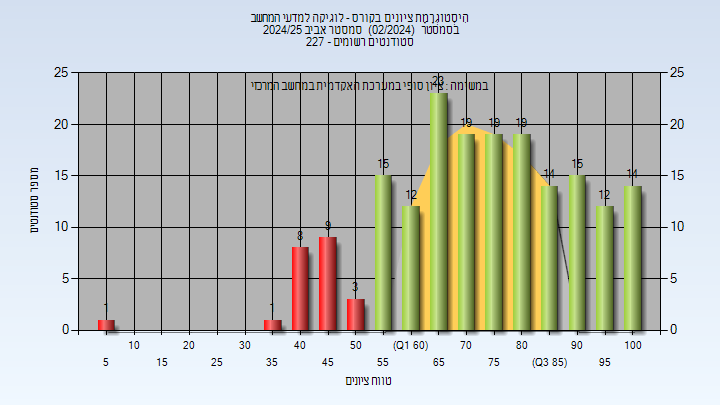 היסטוגרמת ציונים בקורס - לוגיקה למדעי המחשב
בסמסטר (02/2024) סמסטר אביב 2024/25
סטודנטים רשומים - 227
במשימה : ציון סופי במערכת האקדמית במחשב המרכזי
25 25
20 20
15 15
10 10
5 5
0 0
מספר סטודנטים
1 1 8 9 3 15 12 23 19 19 19 14 15 12 14
10 20 30 40 50 (Q1 60) 70 80 90 100
5 15 25 35 45 55 65 75 (Q3 85) 95
טווח ציונים